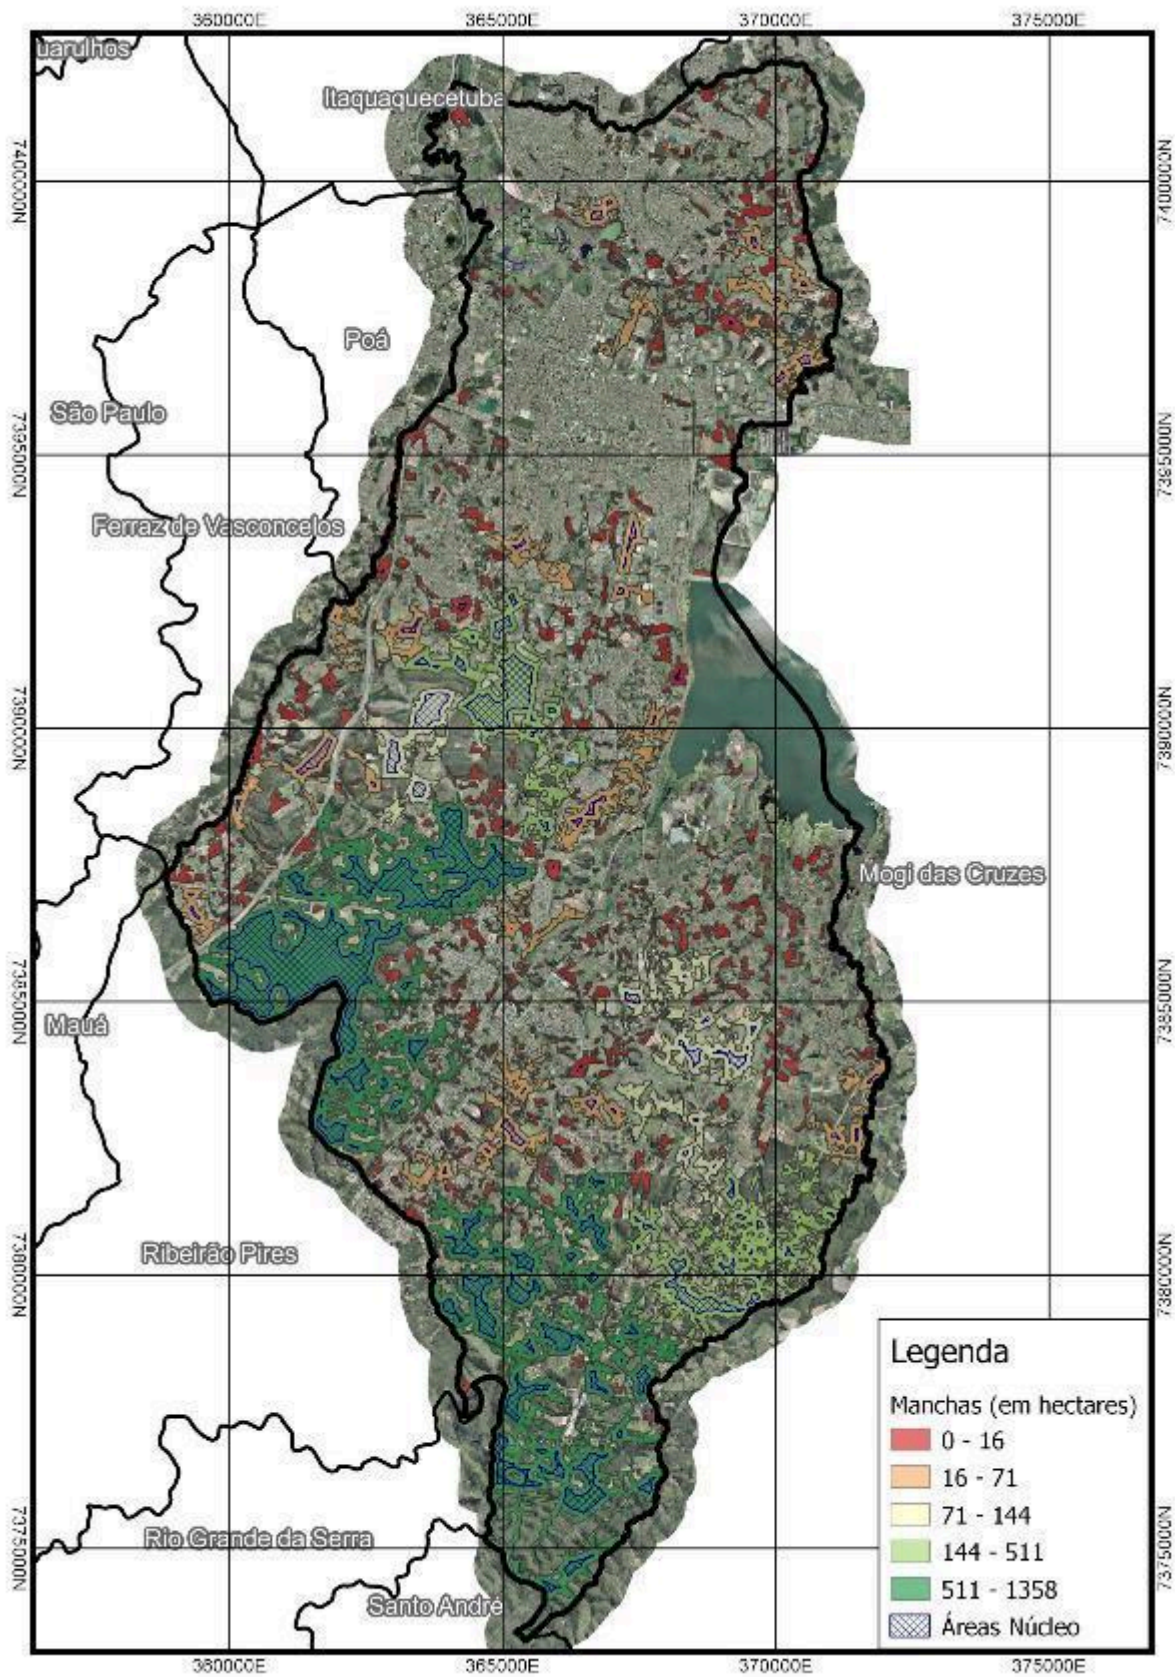 360000E 365000E 370000E 375000E
uarulhos
Itaquaquecetuba
7400000N 7400000N
Poá
São Paulo
7395000N 7395000N
Ferraz de Vasconcelos
7390000N 7390000N
Mogi das Cruzes
7385000N 7385000N
Mauá
Ribeirão Pires
7380000N 7380000N
Legenda
Manchas (em hectares)
0 - 16
16 - 71
71 - 144
144 - 511
511 - 1358
Áreas Núcleo
7375000N 7375000N
Rio Grande da Serra
Santo André
360000E 365000E 370000E 375000E